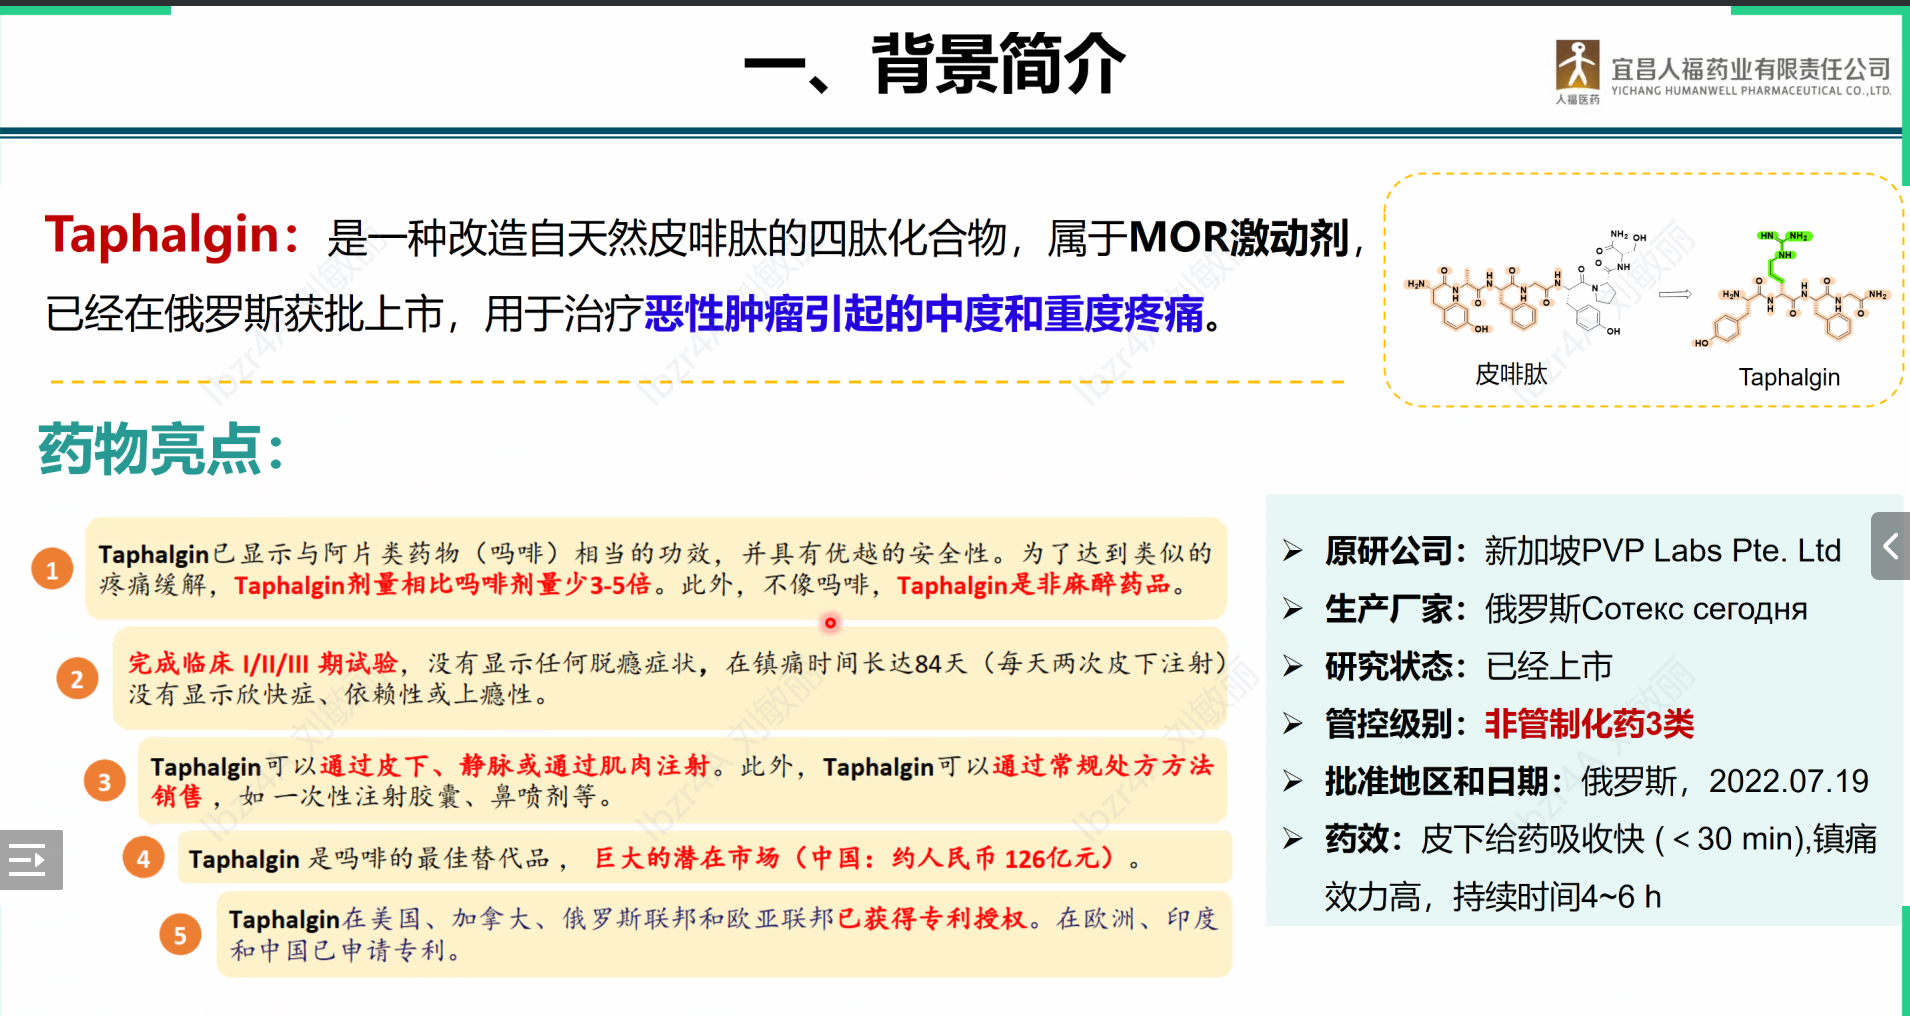 一、背景简介
人福医药
宜昌人福药业有限责任公司
YICHANG HUMANWELL PHARMACEUTICAL CO.,LTD.
Taphalgin：是一种改造自天然皮啡肽的四肽化合物，属于MOR激动剂，
已经在俄罗斯获批上市，用于治疗恶性肿瘤引起的中度和重度疼痛。
皮啡肽
Taphalgin
药物亮点：
1
Taphalgin已显示与阿片类药物（吗啡）相当的功效，并具有优越的安全性。为了达到类似的
疼痛缓解，Taphalgin剂量相比吗啡剂量少3-5倍。此外，不像吗啡，Taphalgin是非麻醉药品。
2
完成临床 I/II/III 期试验，没有显示任何脱瘾症状，在镇痛时间长达84天（每天两次皮下注射）
没有显示欣快症、依赖性或上瘾性。
3
Taphalgin可以通过皮下、静脉或通过肌肉注射。此外，Taphalgin可以通过常规处方方法
销售，如一次性注射胶囊、鼻喷剂等。
4
Taphalgin 是吗啡的最佳替代品，巨大的潜在市场（中国：约人民币 126亿元）。
5
Taphalgin在美国、加拿大、俄罗斯联邦和欧亚联邦已获得专利授权。在欧洲、印度
和中国已申请专利。
➢ 原研公司：新加坡PVP Labs Pte. Ltd
➢ 生产厂家：俄罗斯Сотекс сегодня
➢ 研究状态：已经上市
➢ 管控级别：非管制化药3类
➢ 批准地区和日期：俄罗斯，2022.07.19
➢ 药效：皮下给药吸收快 (＜30 min),镇痛
效力高，持续时间4~6 h
lbzr4A 刘敏丽